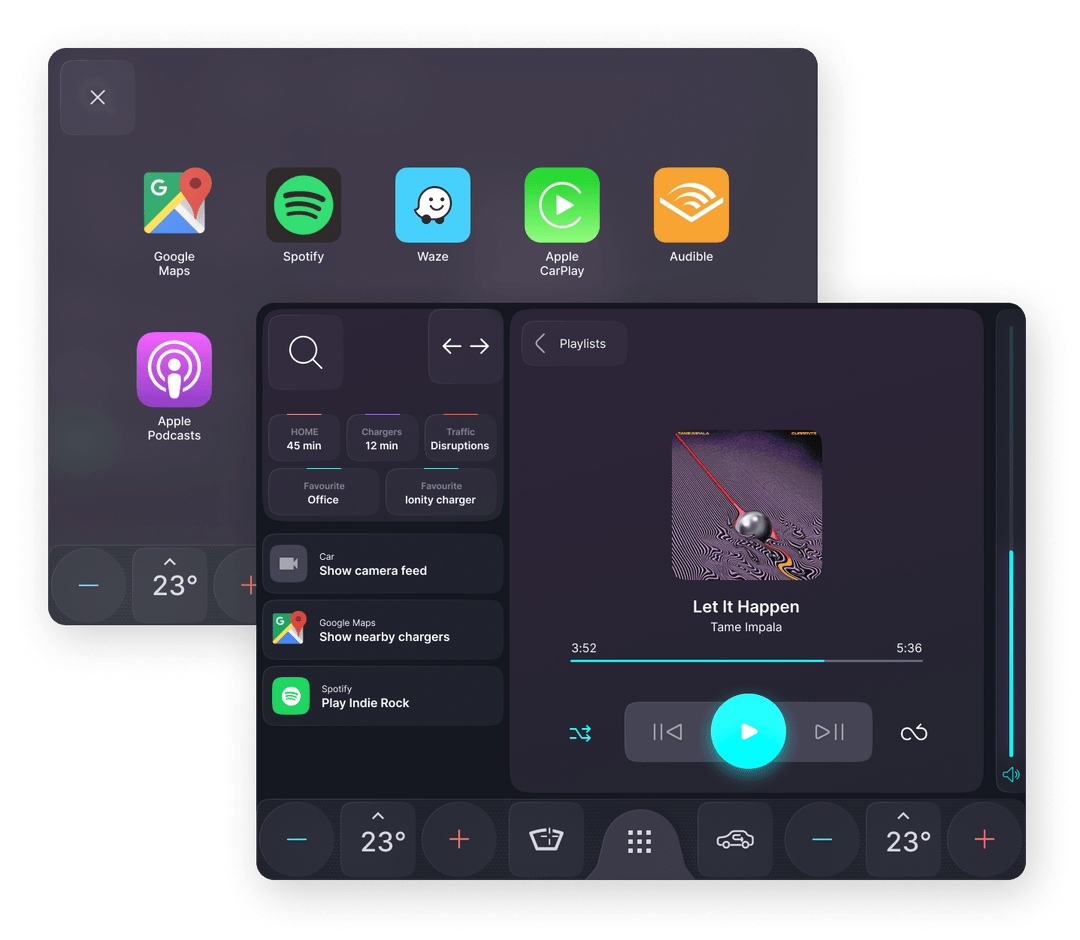 Google
Maps
Spotify
Waze
Apple
CarPlay
Audible
Apple
Podcasts
23°
Playlists
HOME
45 min
Chargers
12 min
Traffic
Disruptions
Favourite
Office
Favourite
Ionity charger
Car
Show camera feed
Google Maps
Show nearby chargers
Spotify
Play Indie Rock
TAME IMPALA
CURRENTS
Let It Happen
Tame Impala
3:52
5:36
23°
23°